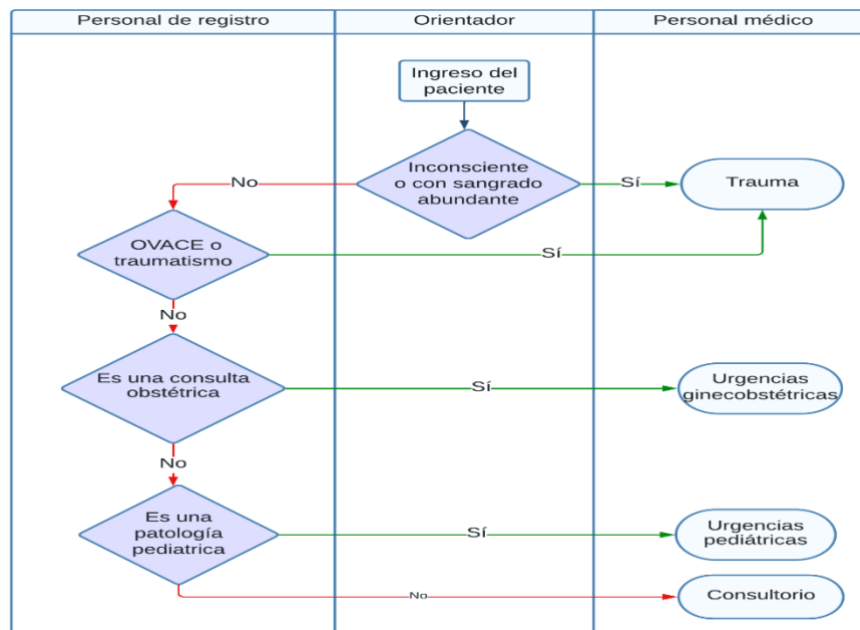 Personal de registro
Orientador
Personal médico
Ingreso del
paciente
Inconsciente
o con sangrado
abundante
No
Sí
Trauma
OVACE o
traumatismo
Sí
No
Es una consulta
obstétrica
Sí
Urgencias
ginecobstétricas
No
Es una
patología
pediatrica
Sí
Urgencias
pediátricas
No
Consultorio